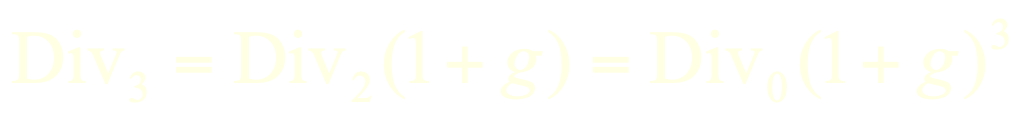 Div₃ = Div₂(1 + g) = Div₀(1 + g)³